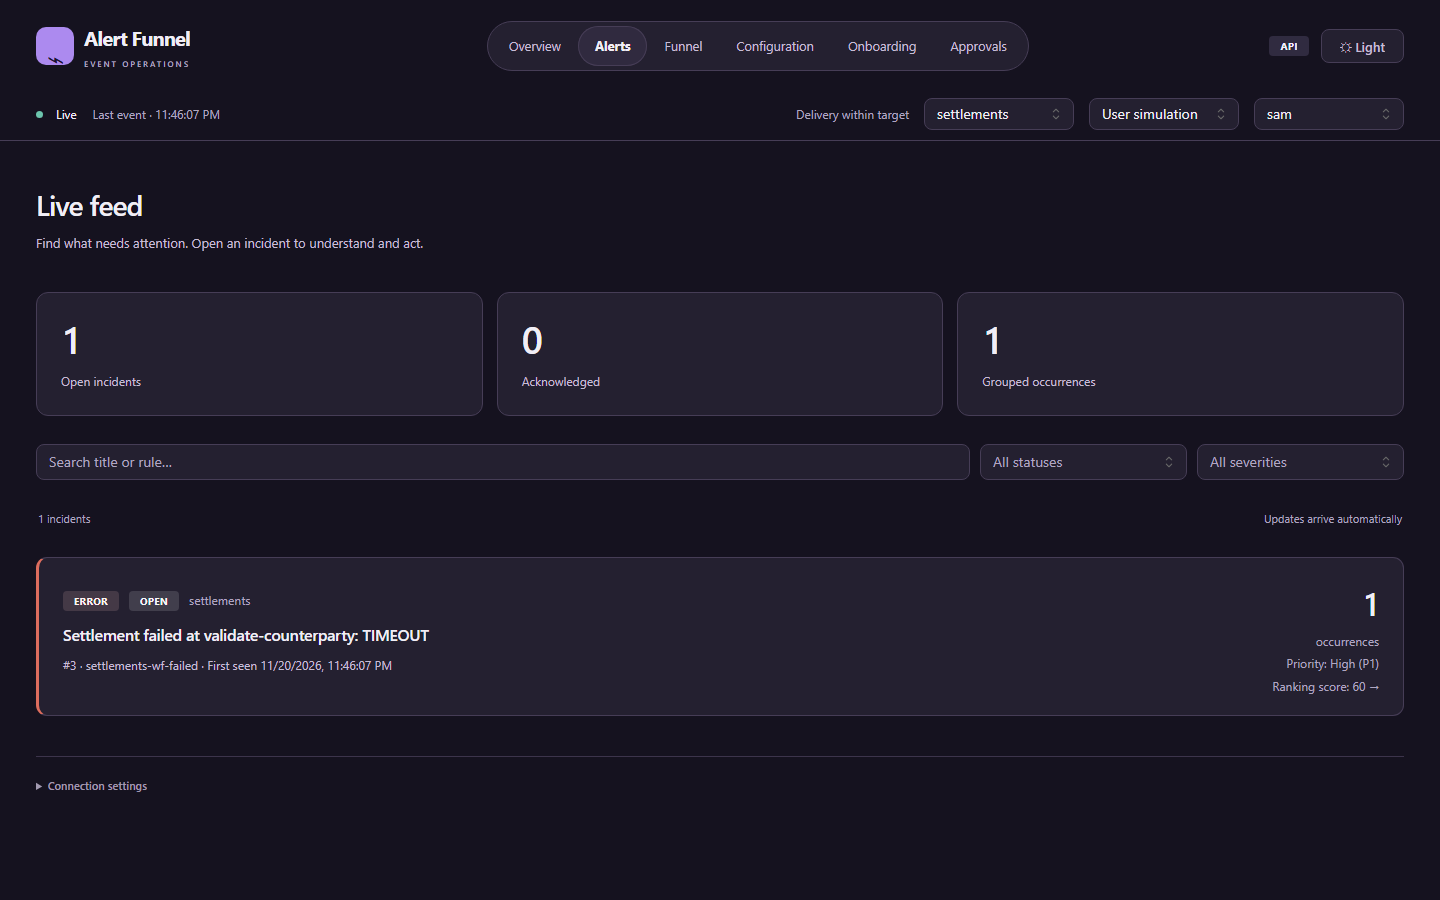 Alert Funnel
EVENT OPERATIONS
Overview
Alerts
Funnel
Configuration
Onboarding
Approvals
API
Light
Live
Last event · 11:46:07 PM
Delivery within target
settlements
User simulation
sam
Live feed
Find what needs attention. Open an incident to understand and act.
1
Open incidents
0
Acknowledged
1
Grouped occurrences
Search title or rule...
All statuses
All severities
1 incidents
Updates arrive automatically
ERROR
OPEN
settlements
Settlement failed at validate-counterparty: TIMEOUT
#3 · settlements-wf-failed · First seen 11/20/2026, 11:46:07 PM
1
occurrences
Priority: High (P1)
Ranking score: 60 →
Connection settings